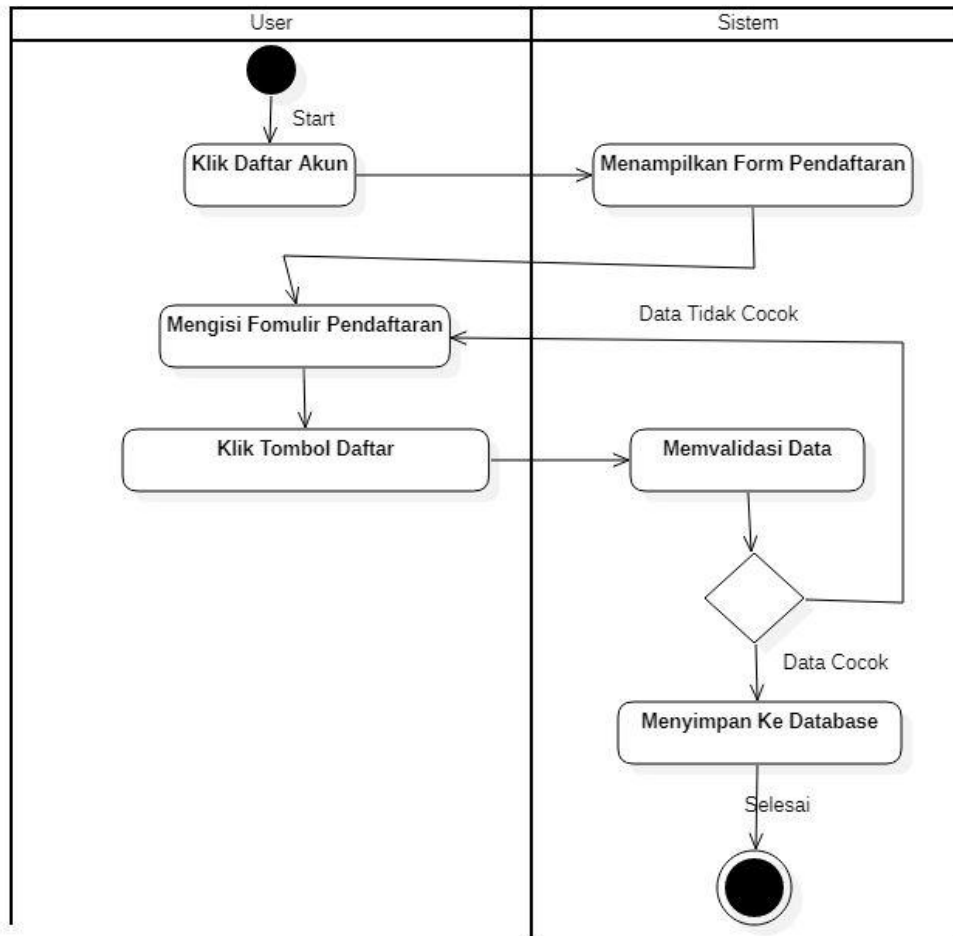 User
Sistem
Start
Klik Daftar Akun
Menampilkan Form Pendaftaran
Mengisi Fomulir Pendaftaran
Data Tidak Cocok
Klik Tombol Daftar
Memvalidasi Data
Data Cocok
Menyimpan Ke Database
Selesai